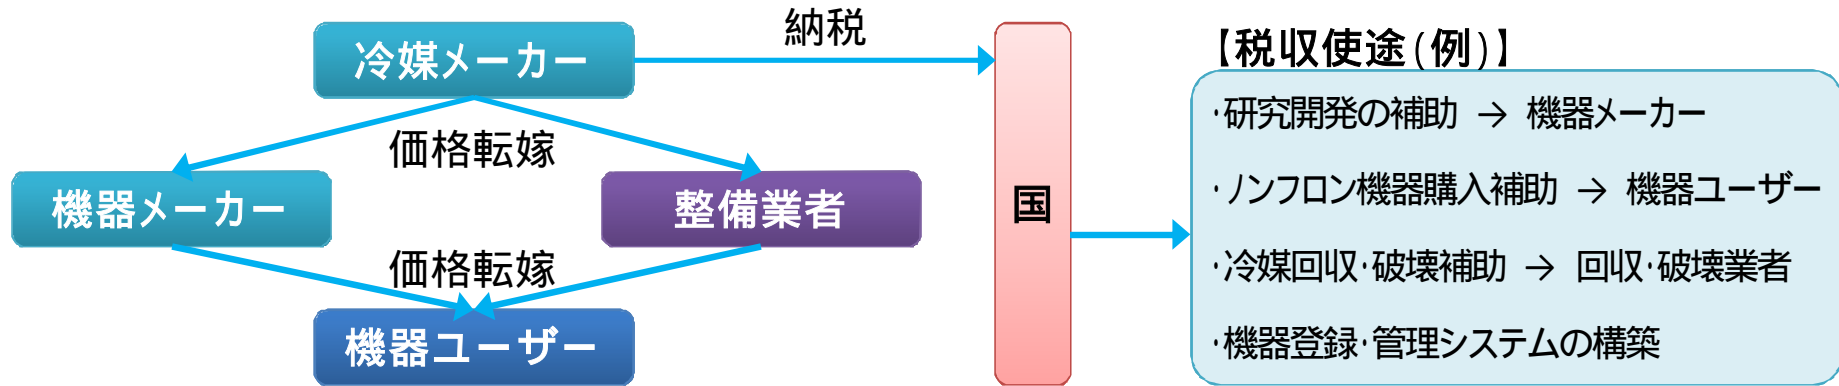 冷媒メーカー
納税
価格転嫁
機器メーカー
整備業者
価格転嫁
機器ユーザー
国
【税収使途(例)】
・研究開発の補助 → 機器メーカー
・ノンフロン機器購入補助 → 機器ユーザー
・冷媒回収・破壊補助 → 回収・破壊業者
・機器登録・管理システムの構築